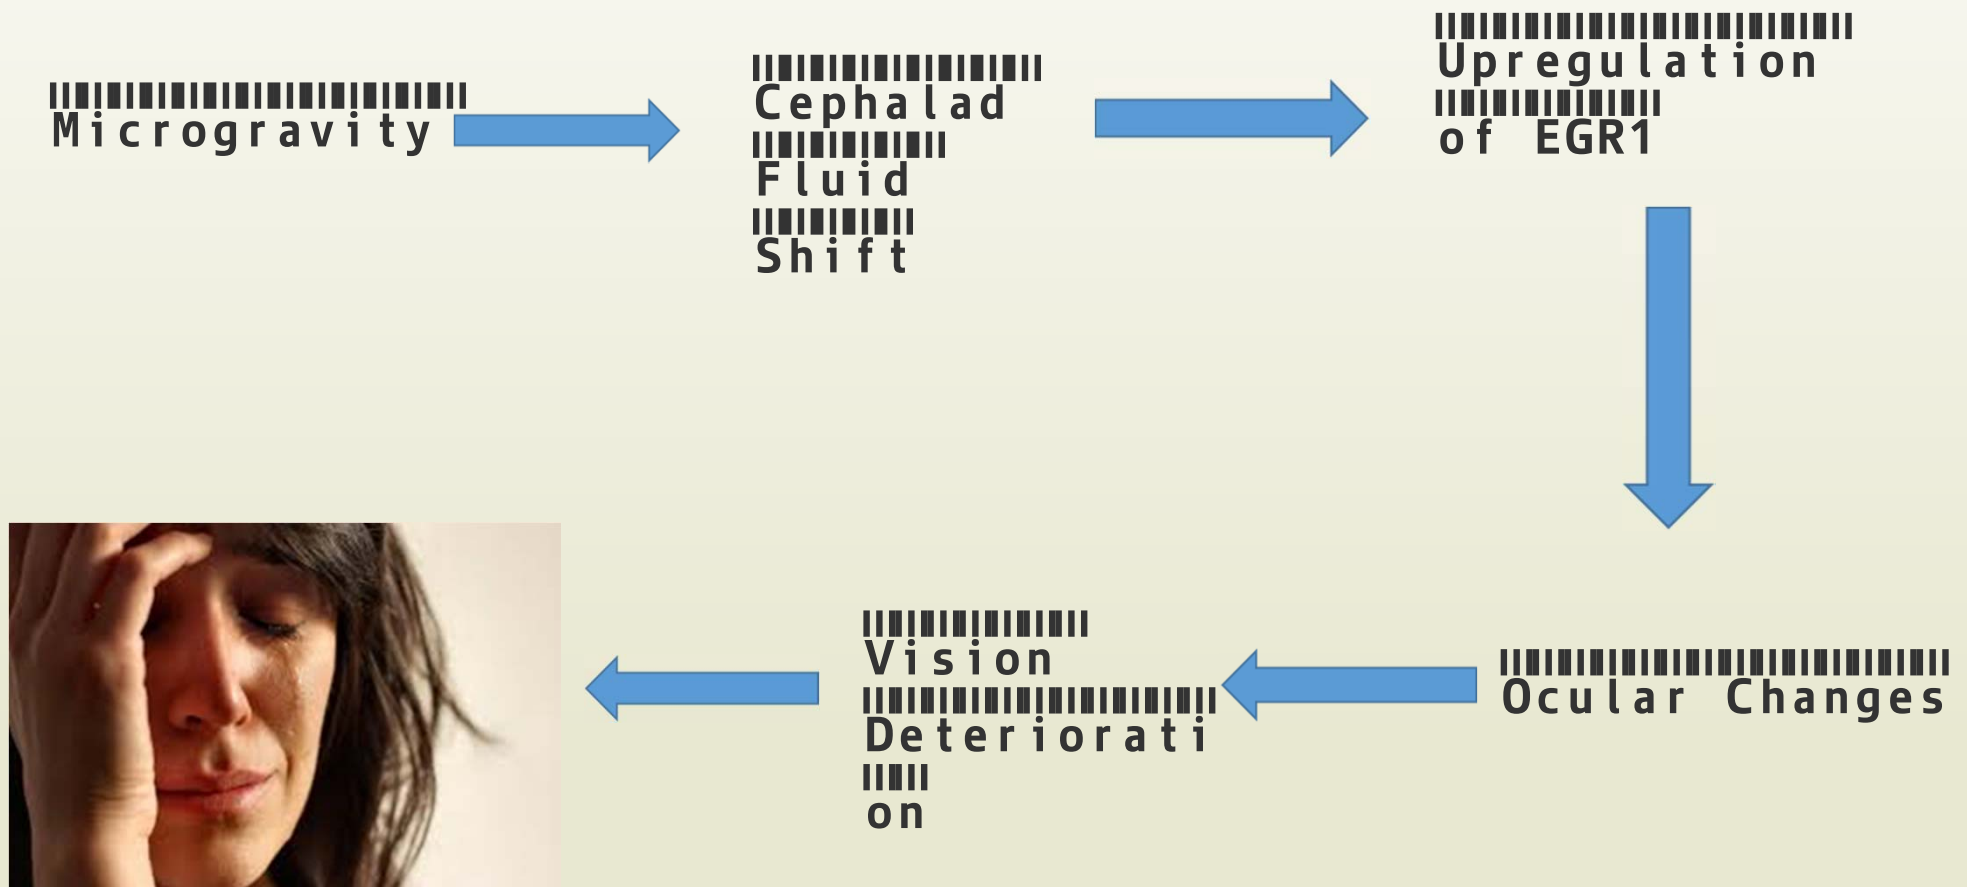 Microgravity
Cephalad
Fluid
Shift
Upregulation
of EGR1
Ocular Changes
Vision
Deteriorati
on